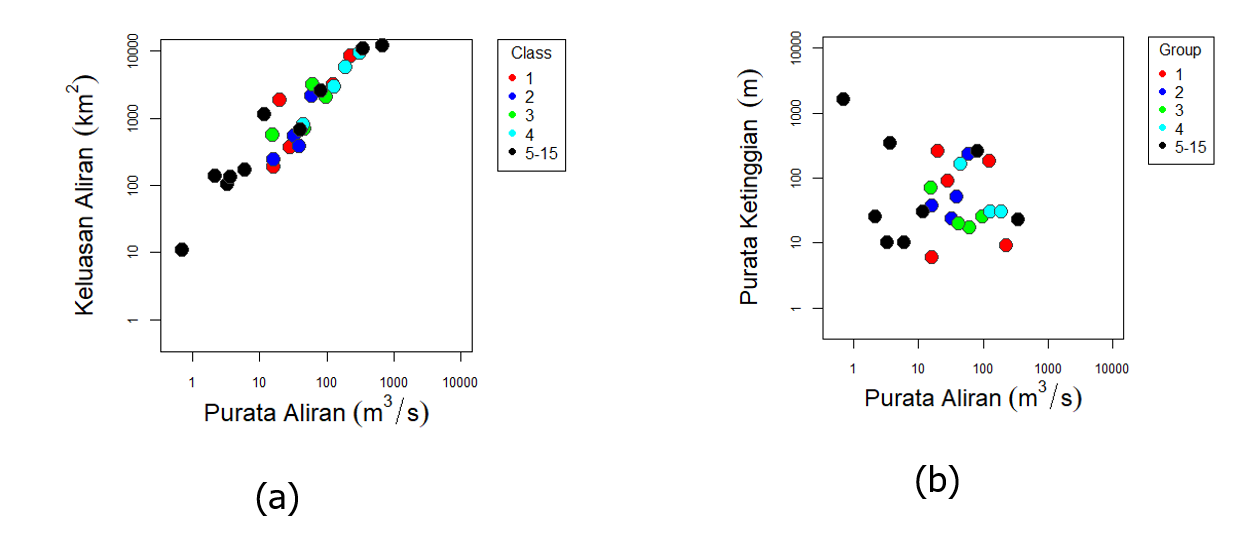 Keluasan Aliran (km²)
10000
1000
100
10
1
1 10 100 1000 10000
Purata Aliran (m³/s)
Class
1
2
3
4
5-15
(a)
Purata Ketinggian (m)
10000
1000
100
10
1
1 10 100 1000 10000
Purata Aliran (m³/s)
Group
1
2
3
4
5-15
(b)